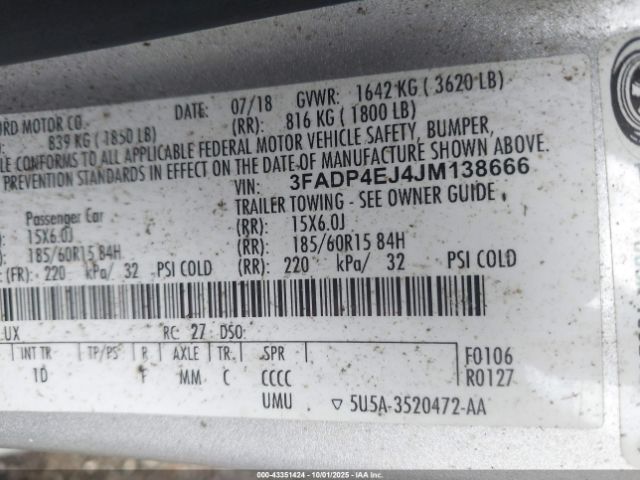 DATE: 07/18 GVWR: 1642 KG ( 3620 LB)
MOTOR CO. (RR): 816 KG ( 1800 LB)
839 KG ( 1850 LB)
CONFORMS TO ALL APPLICABLE FEDERAL MOTOR VEHICLE SAFETY, BUMPER,
PREVENTION STANDARDS IN EFFECT ON THE DATE OF MANUFACTURE SHOWN ABOVE.
VIN: 3FADP4EJ4JM138666
TRAILER TOWING - SEE OWNER GUIDE
Passenger Car
15X6.0J (RR): 15X6.0J
185/60R15 84H (RR): 185/60R15 84H
(FR): 220 kPa/ 32 PSI COLD (RR): 220 kPa/ 32 PSI COLD
UX RC: 27 DSO:
INT TR TP/PS R AXLE TR SPR F0106
1D F MM C CCCC R0127
UMU ▽ 5U5A-3520472-AA
000-43351424 - 10/01/2025 - IAAI.com